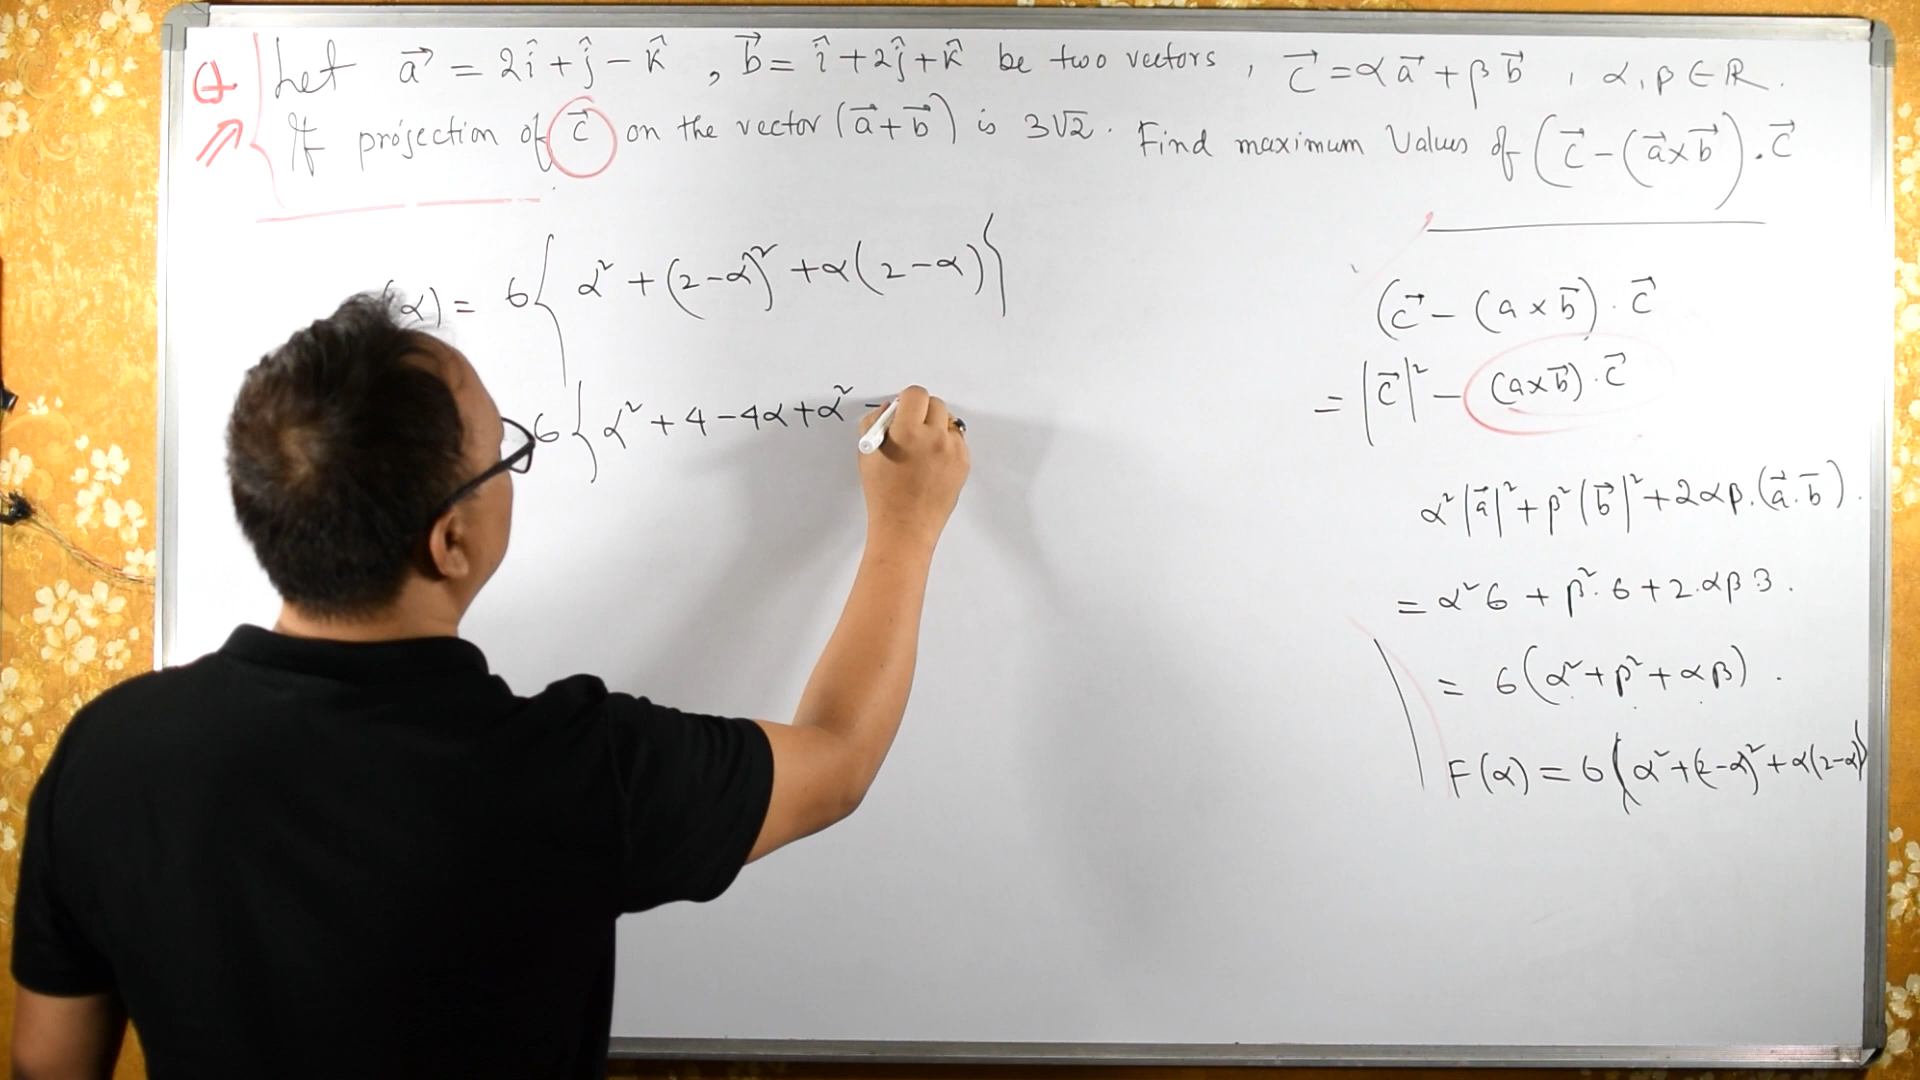 Q Let a⃗ = 2î + ĵ - k̂ , b⃗ = î + 2ĵ + k̂ be two vectors , c⃗ = αa⃗ + βb⃗ , α, β ∈ R.
If projection of c⃗ on the vector (a⃗ + b⃗) is 3√2 . Find maximum Values of (c⃗ - (a⃗ × b⃗) . c⃗
(α) = 6{ α² + (2-α)² + α(2-α)}
6{ α² + 4 - 4α + α² -
(c⃗ - (a × b⃗) . c⃗
= |c⃗|² - (a × b⃗) . c⃗
α²|a⃗|² + β²|b⃗|² + 2αβ.(a⃗.b⃗) .
= α²6 + β².6 + 2.αβ3 .
= 6(α² + β² + αβ) .
F(α) = 6(α² + (2-α)² + α(2-α)